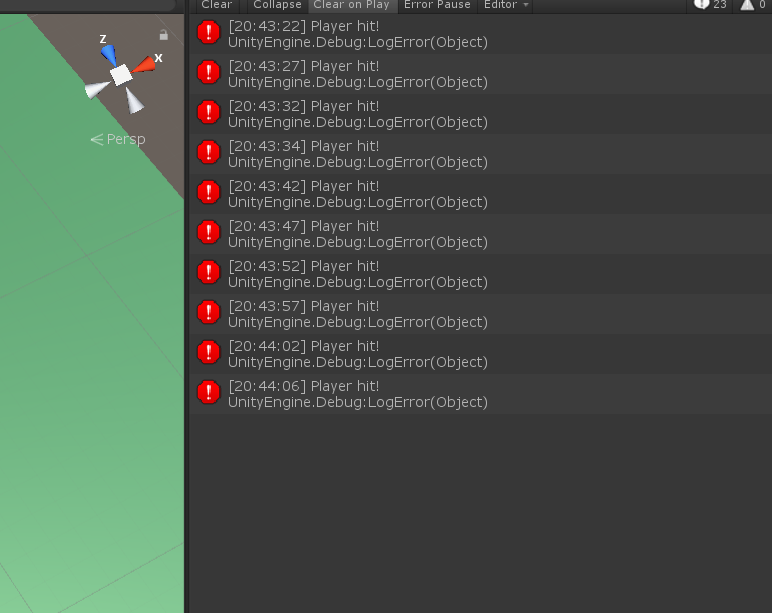 Clear Collapse Clear on Play Error Pause Editor 23 0
z
x
Persp
[20:43:22] Player hit!
UnityEngine.Debug:LogError(Object)
[20:43:27] Player hit!
UnityEngine.Debug:LogError(Object)
[20:43:32] Player hit!
UnityEngine.Debug:LogError(Object)
[20:43:34] Player hit!
UnityEngine.Debug:LogError(Object)
[20:43:42] Player hit!
UnityEngine.Debug:LogError(Object)
[20:43:47] Player hit!
UnityEngine.Debug:LogError(Object)
[20:43:52] Player hit!
UnityEngine.Debug:LogError(Object)
[20:43:57] Player hit!
UnityEngine.Debug:LogError(Object)
[20:44:02] Player hit!
UnityEngine.Debug:LogError(Object)
[20:44:06] Player hit!
UnityEngine.Debug:LogError(Object)